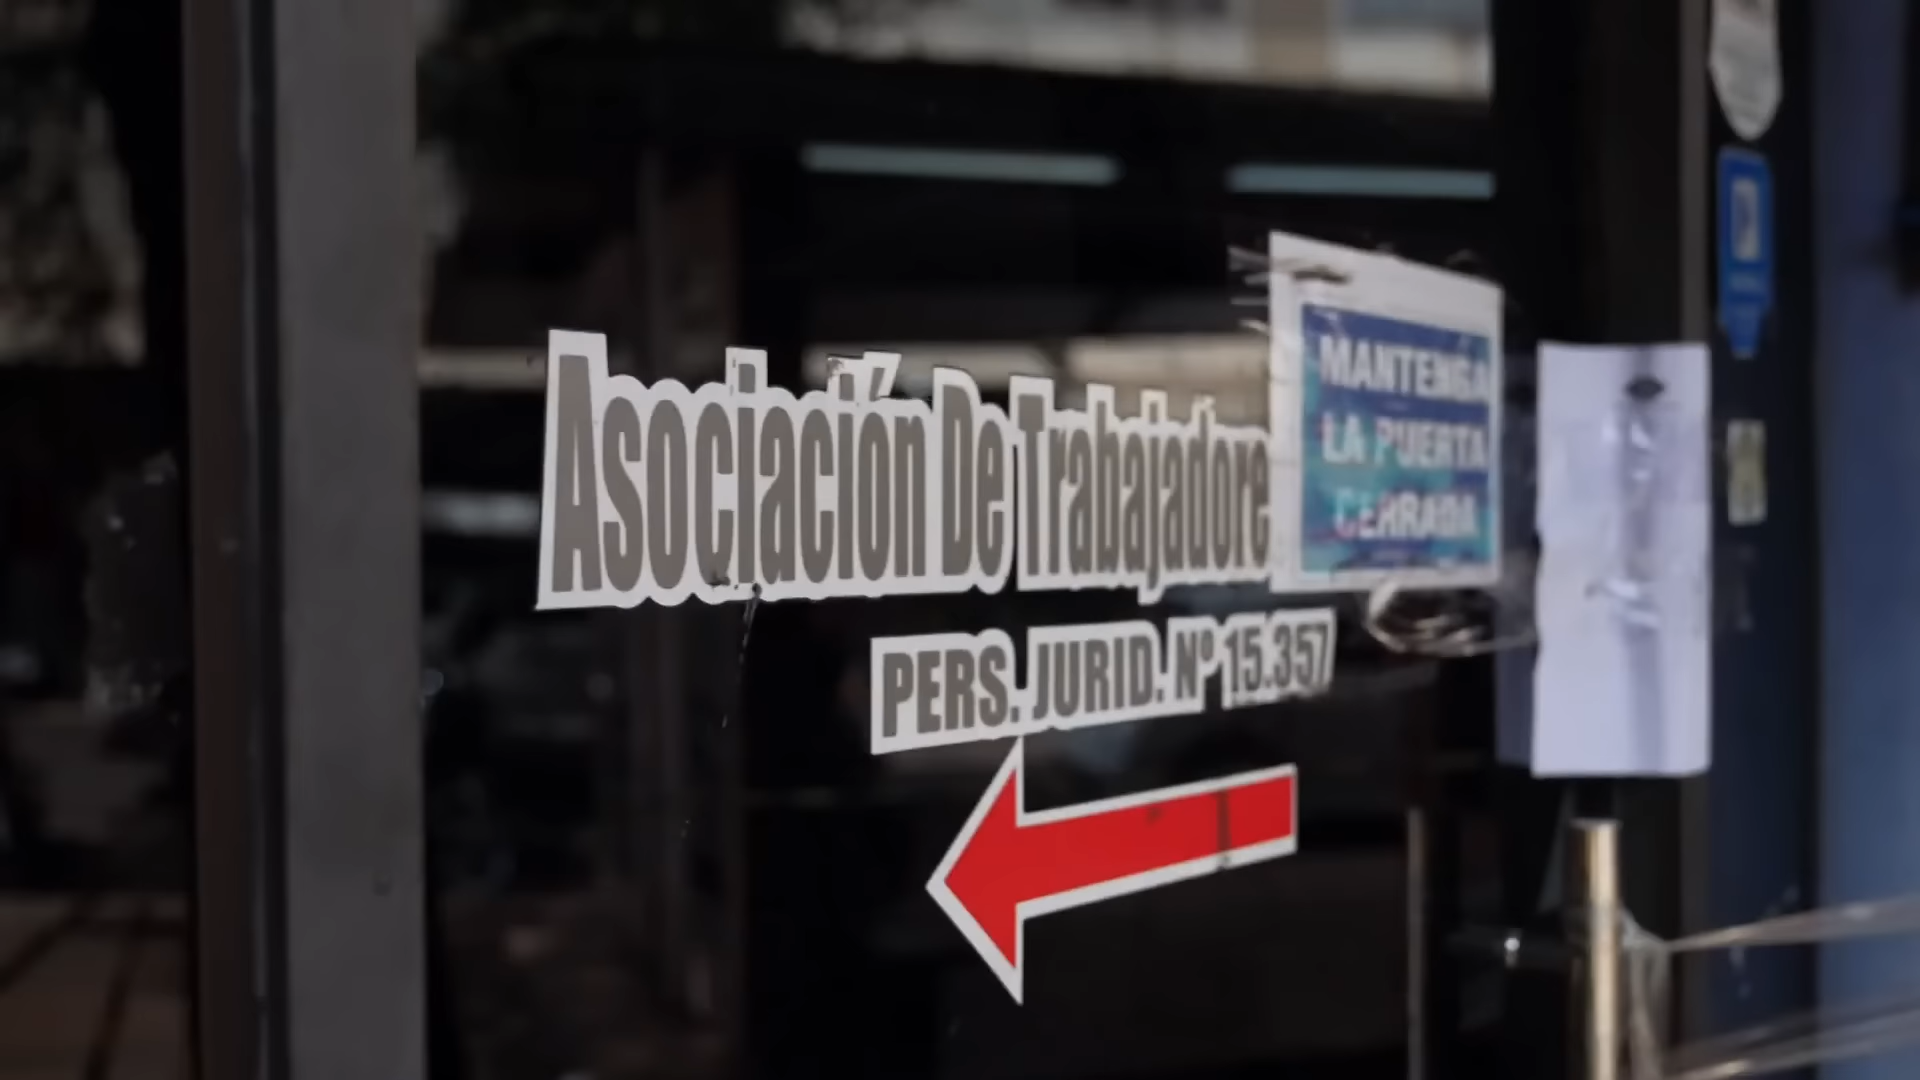 Asociación De Trabajadore
MANTENGA
LA PUERTA
CERRADA
PERS. JURID. Nº 15.357